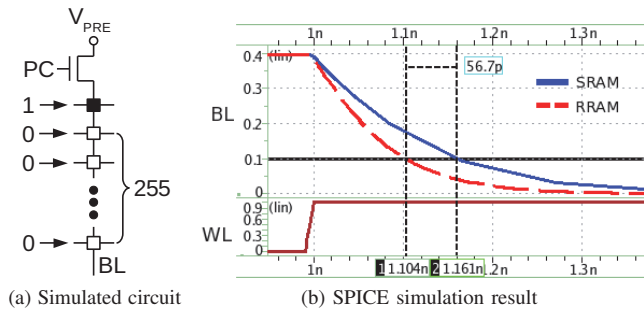 V_PRE
PC
1
0
0
255
0
BL
(a) Simulated circuit
1n 1.1n 1.2n 1.3n
0.4 (lin)
0.3
0.2
0.1
0
BL
56.7p
SRAM
RRAM
0.9 (lin)
0.6
0.3
0
WL
1n 1 1.104n 2 1.161n 1.2n 1.3n
(b) SPICE simulation result